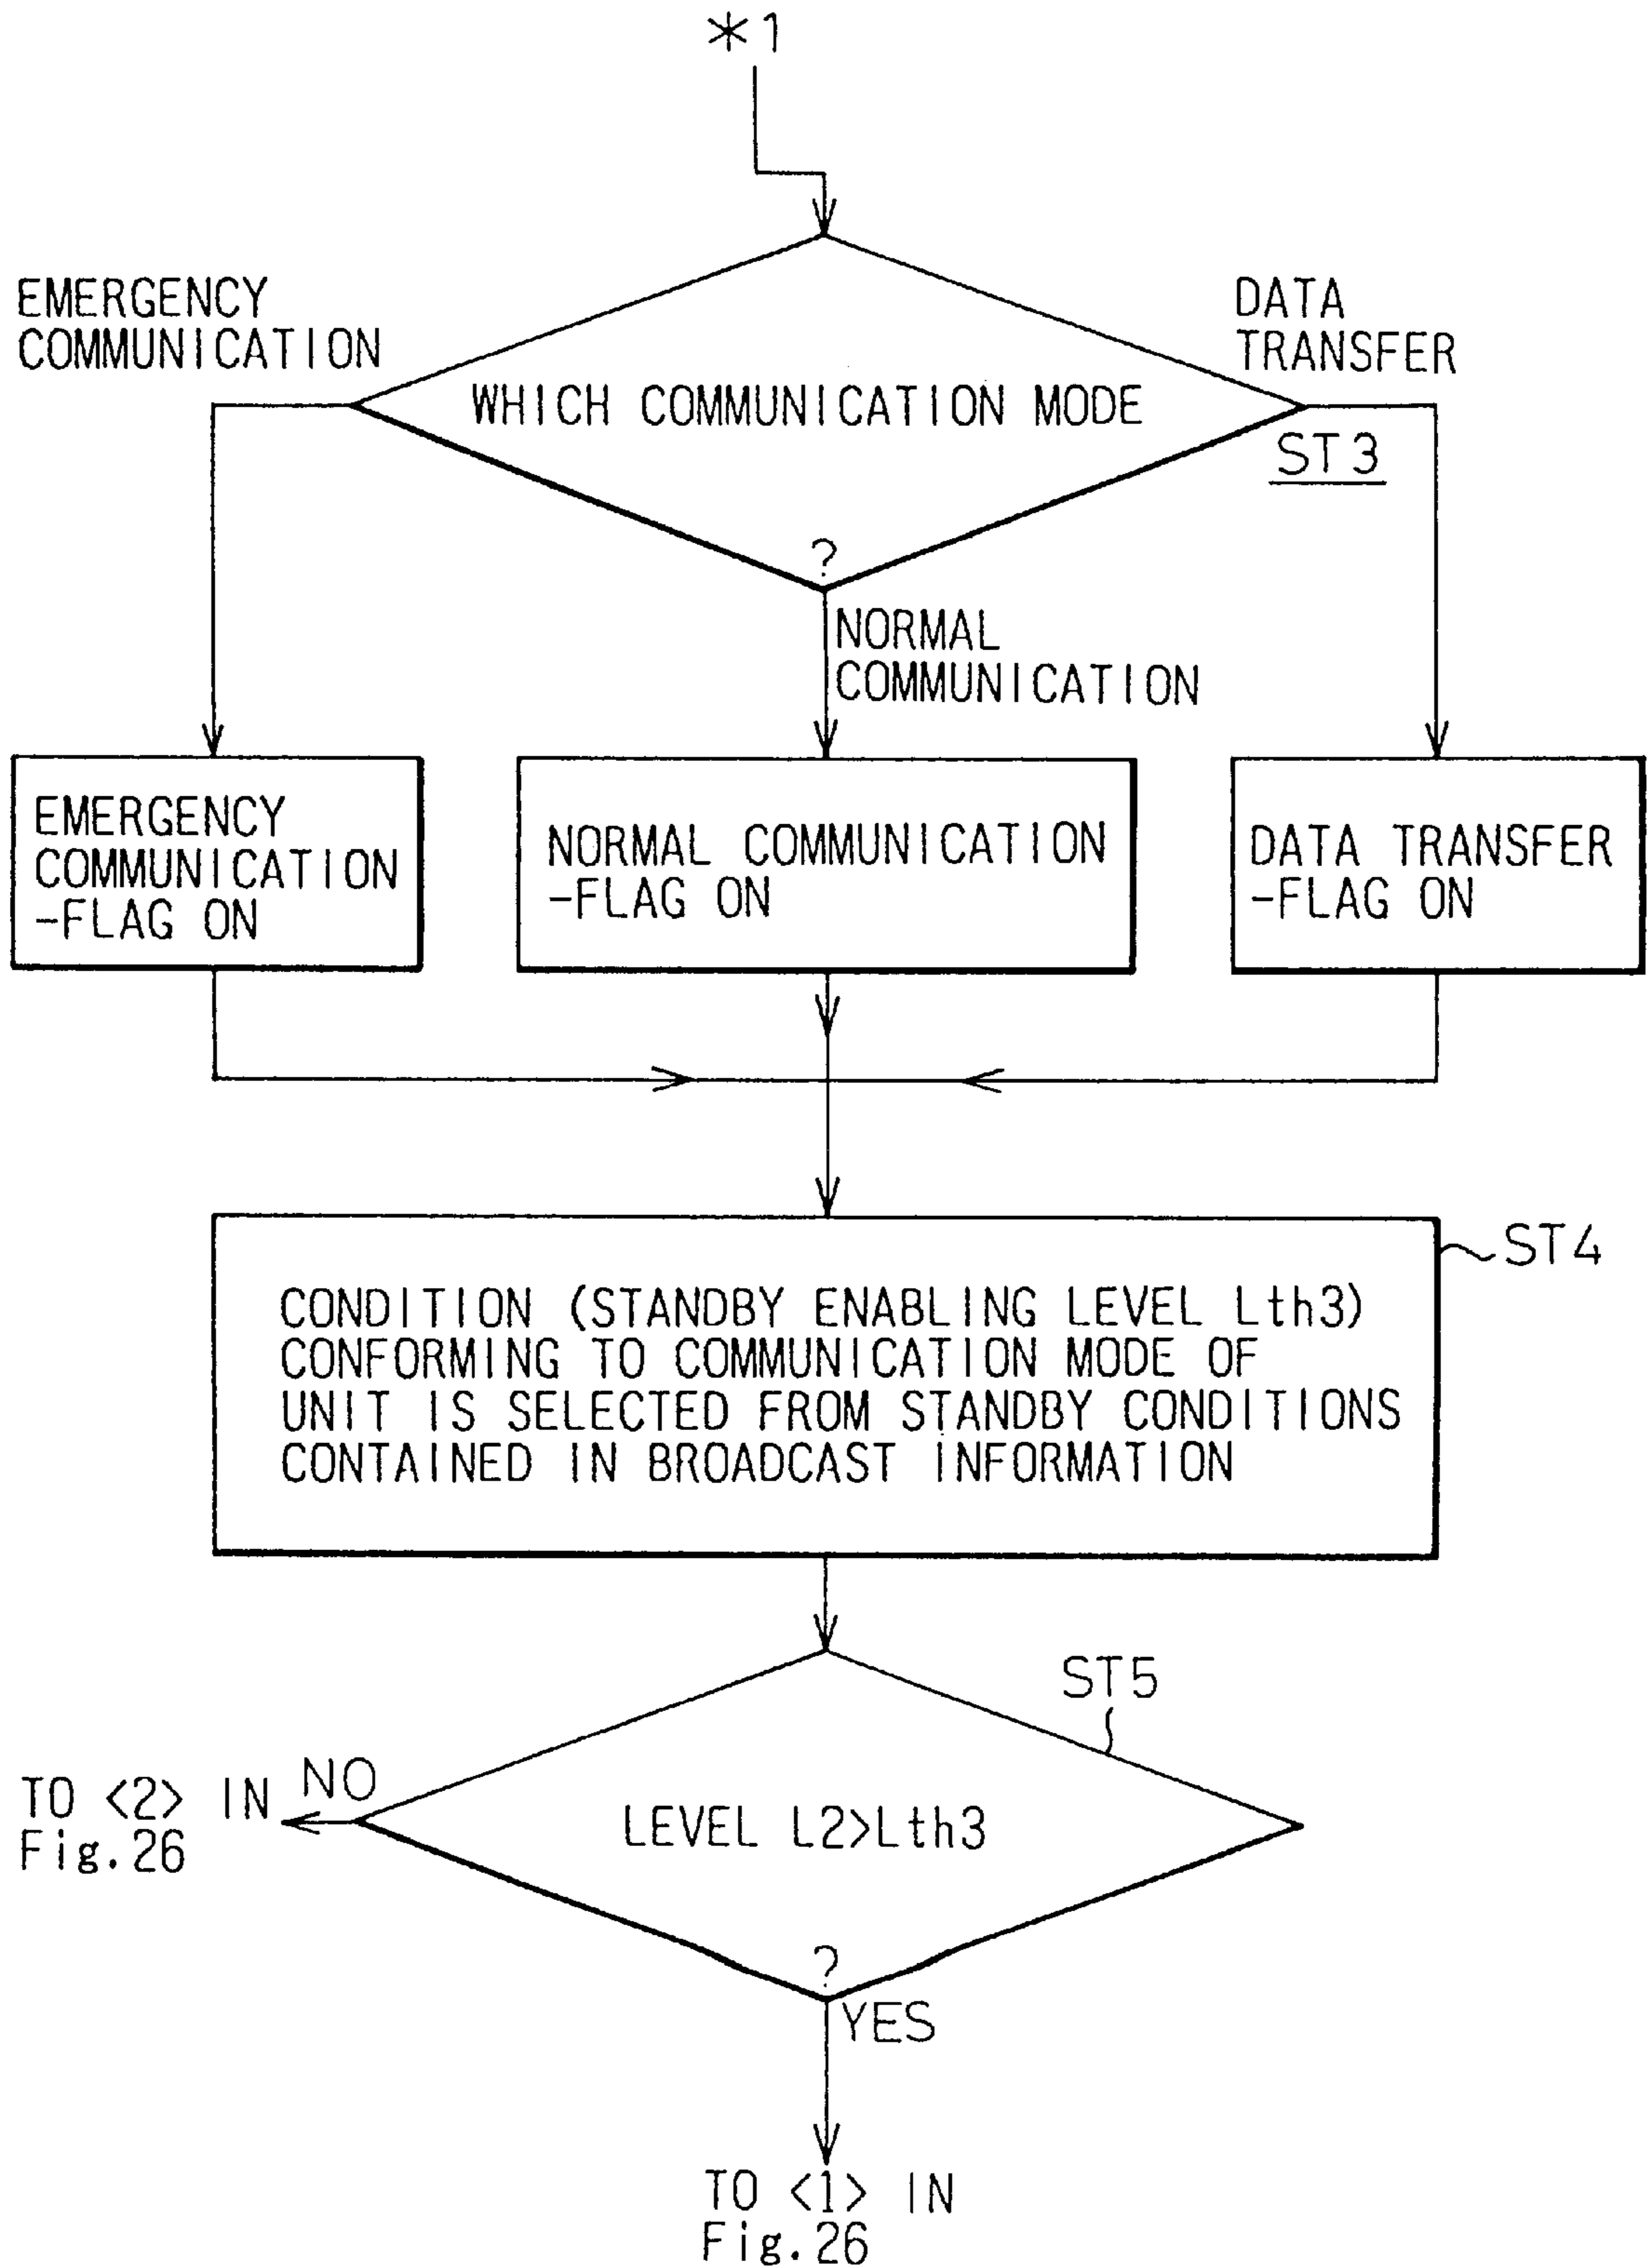 *1
EMERGENCY
COMMUNICATION
DATA
TRANSFER
WHICH COMMUNICATION MODE
ST3
?
NORMAL
COMMUNICATION
EMERGENCY
COMMUNICATION
-FLAG ON
NORMAL COMMUNICATION
-FLAG ON
DATA TRANSFER
-FLAG ON
ST4
CONDITION (STANDBY ENABLING LEVEL Lth3)
CONFORMING TO COMMUNICATION MODE OF
UNIT IS SELECTED FROM STANDBY CONDITIONS
CONTAINED IN BROADCAST INFORMATION
ST5
NO
TO <2> IN
Fig.26
LEVEL L2>Lth3
?
YES
TO <1> IN
Fig.26